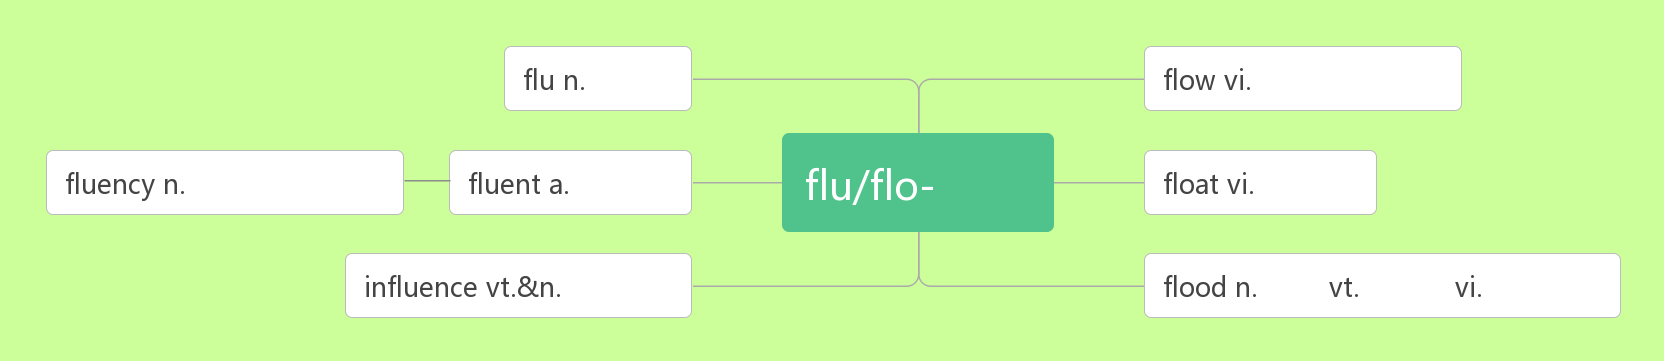 flu n.
flow vi.
fluency n.
fluent a.
flu/flo-
float vi.
influence vt.&n.
flood n. vt. vi.